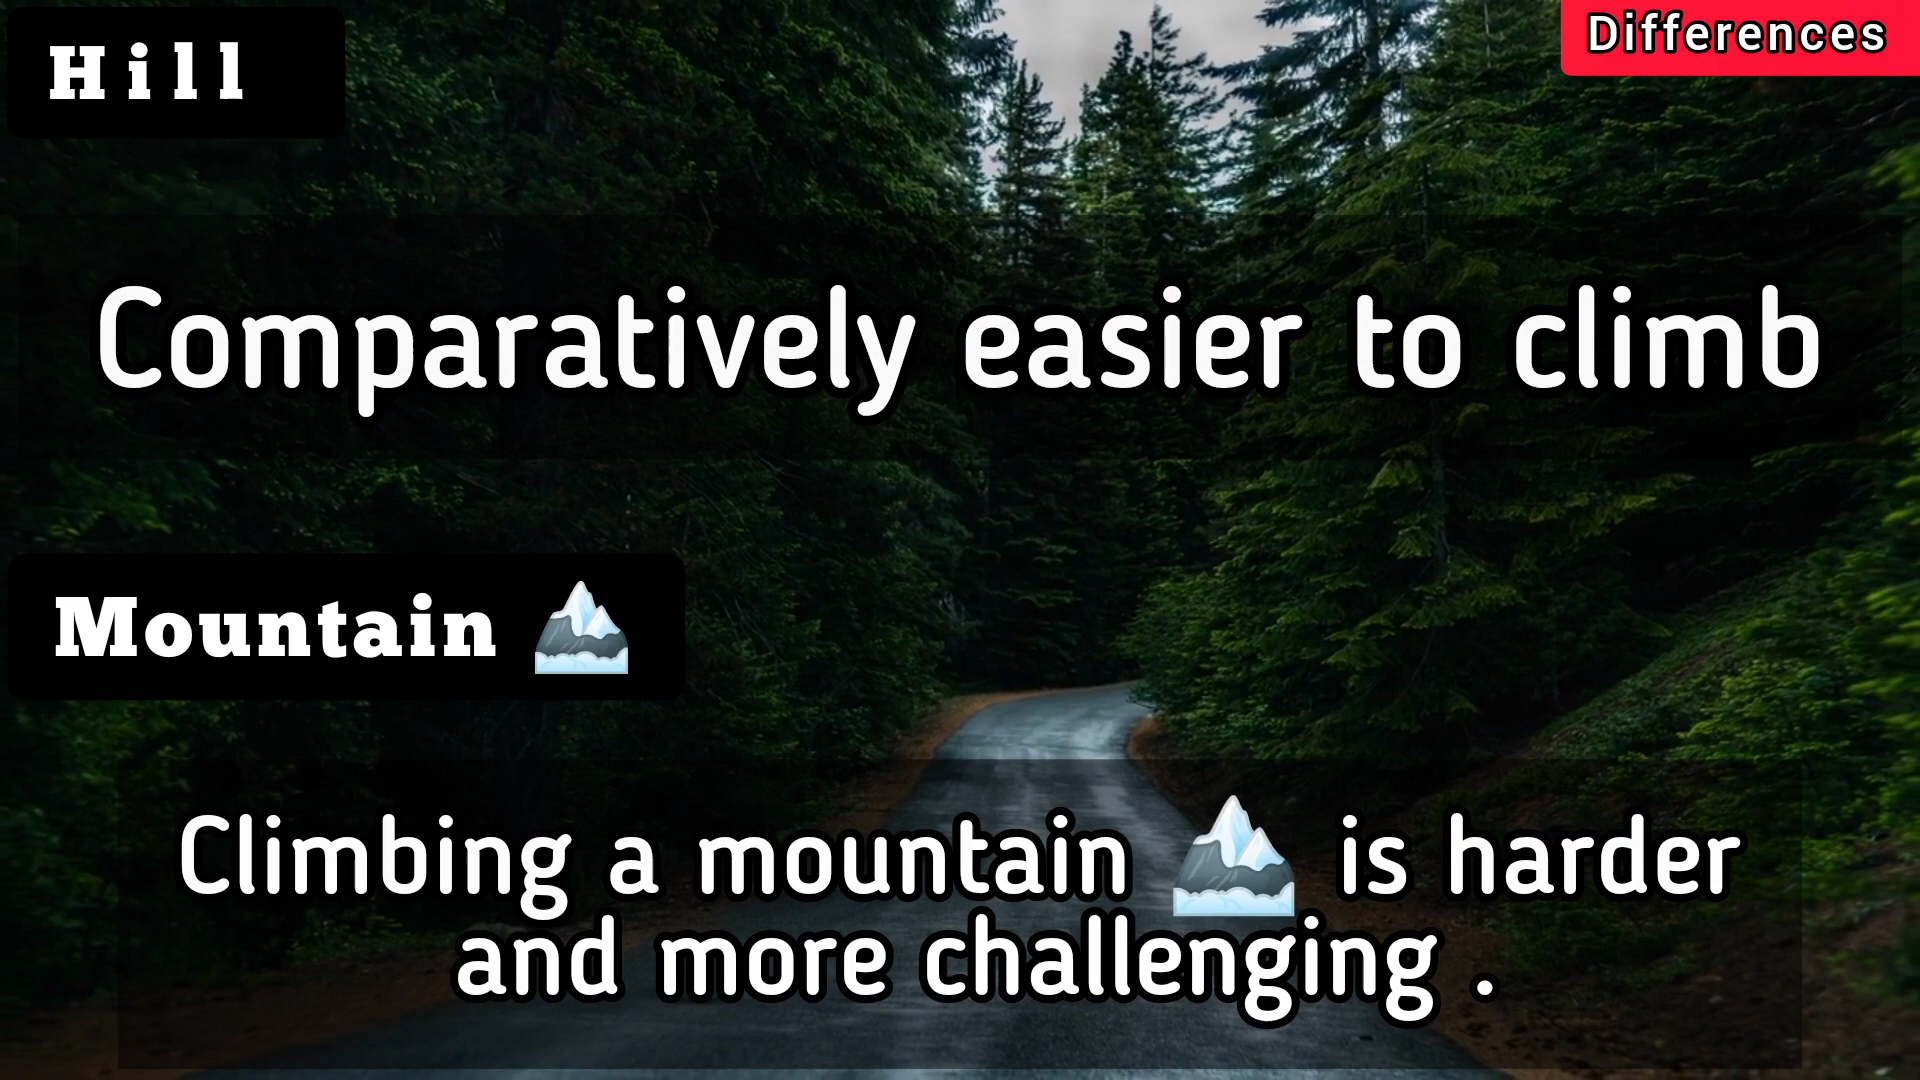 Hill
Differences
Comparatively easier to climb
Mountain 🏔️
Climbing a mountain 🏔️ is harder
and more challenging .